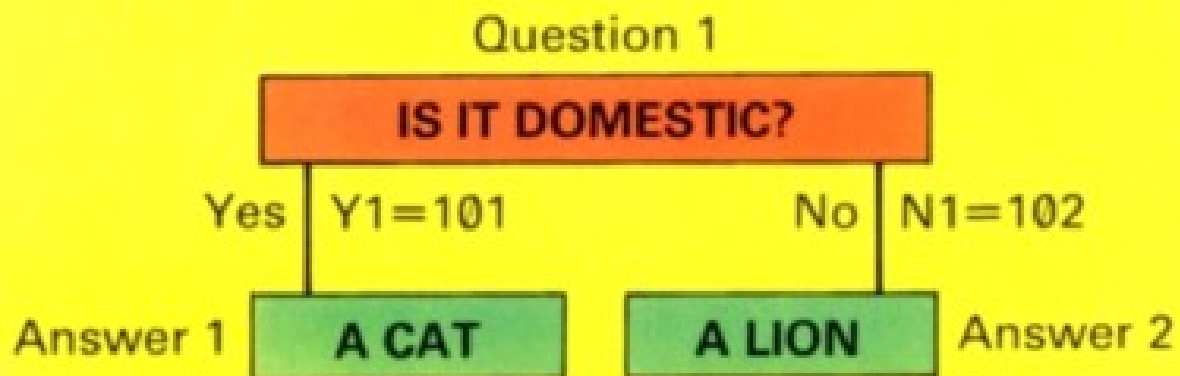 Question 1
IS IT DOMESTIC?
Yes Y1=101 No N1=102
Answer 1 A CAT A LION Answer 2